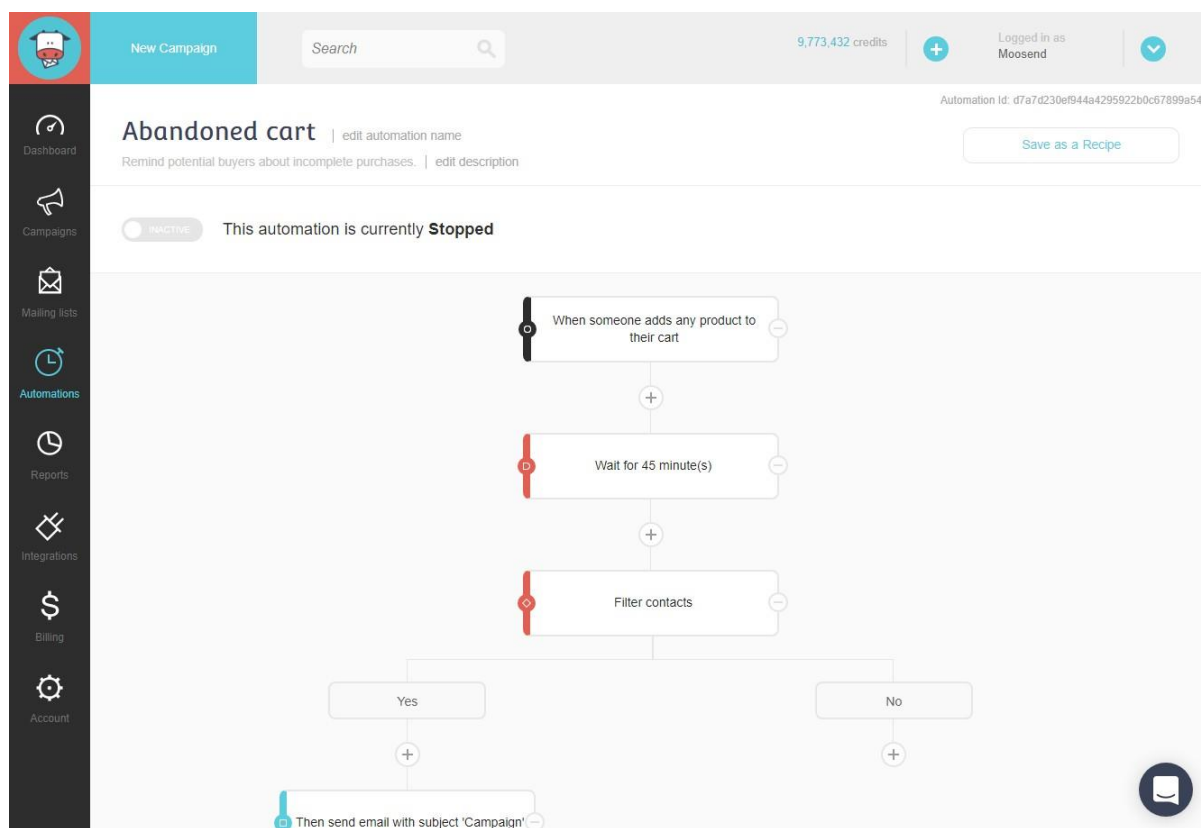 New Campaign
Search
9,773,432 credits
Logged in as
Moosend
Automation Id: d7a7d230ef944a4295922b0c67899a54
Abandoned cart | edit automation name
Save as a Recipe
Remind potential buyers about incomplete purchases. | edit description
INACTIVE
This automation is currently Stopped
Dashboard
Campaigns
Mailing lists
Automations
Reports
Integrations
Billing
Account
When someone adds any product to
their cart
Wait for 45 minute(s)
Filter contacts
Yes
No
Then send email with subject 'Campaign'